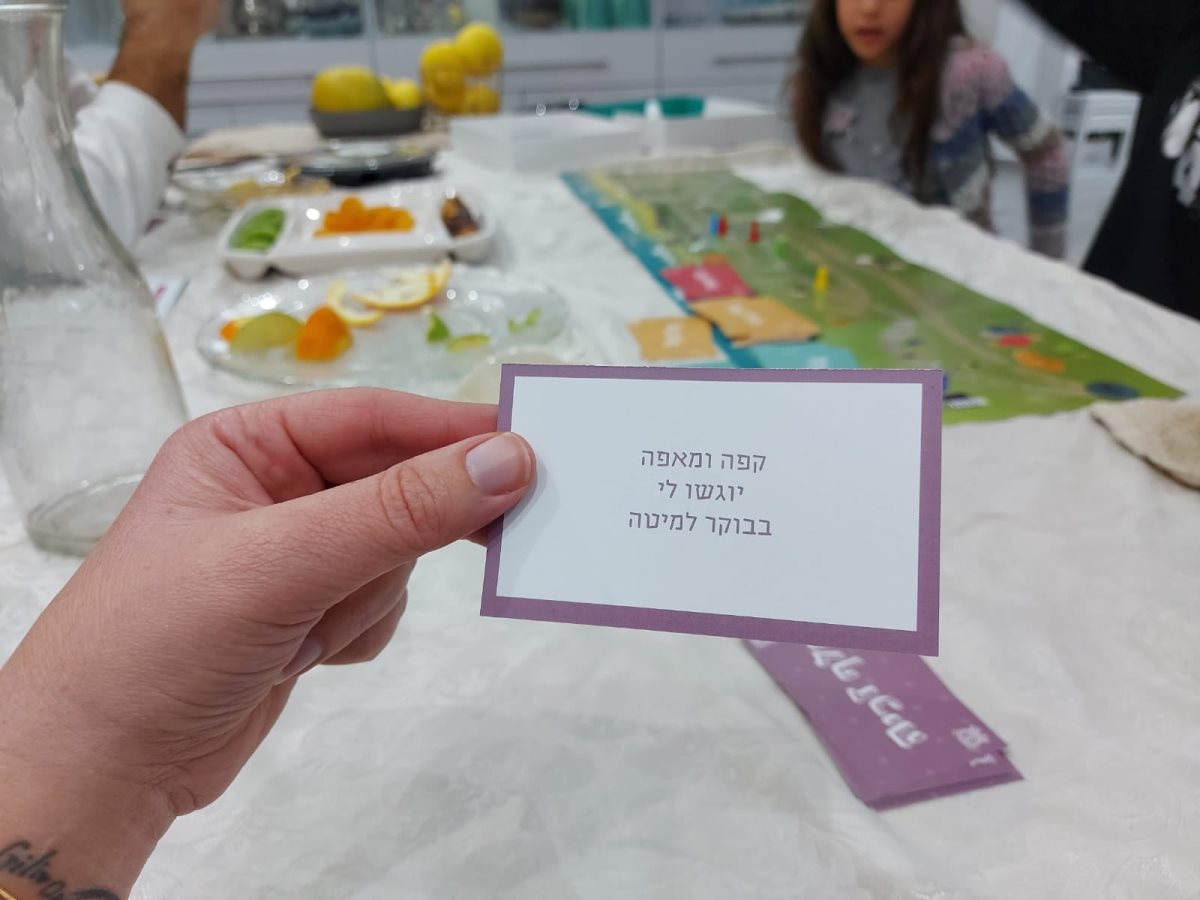 קפה ומאפה
יוגשו לי
בבוקר למיטה